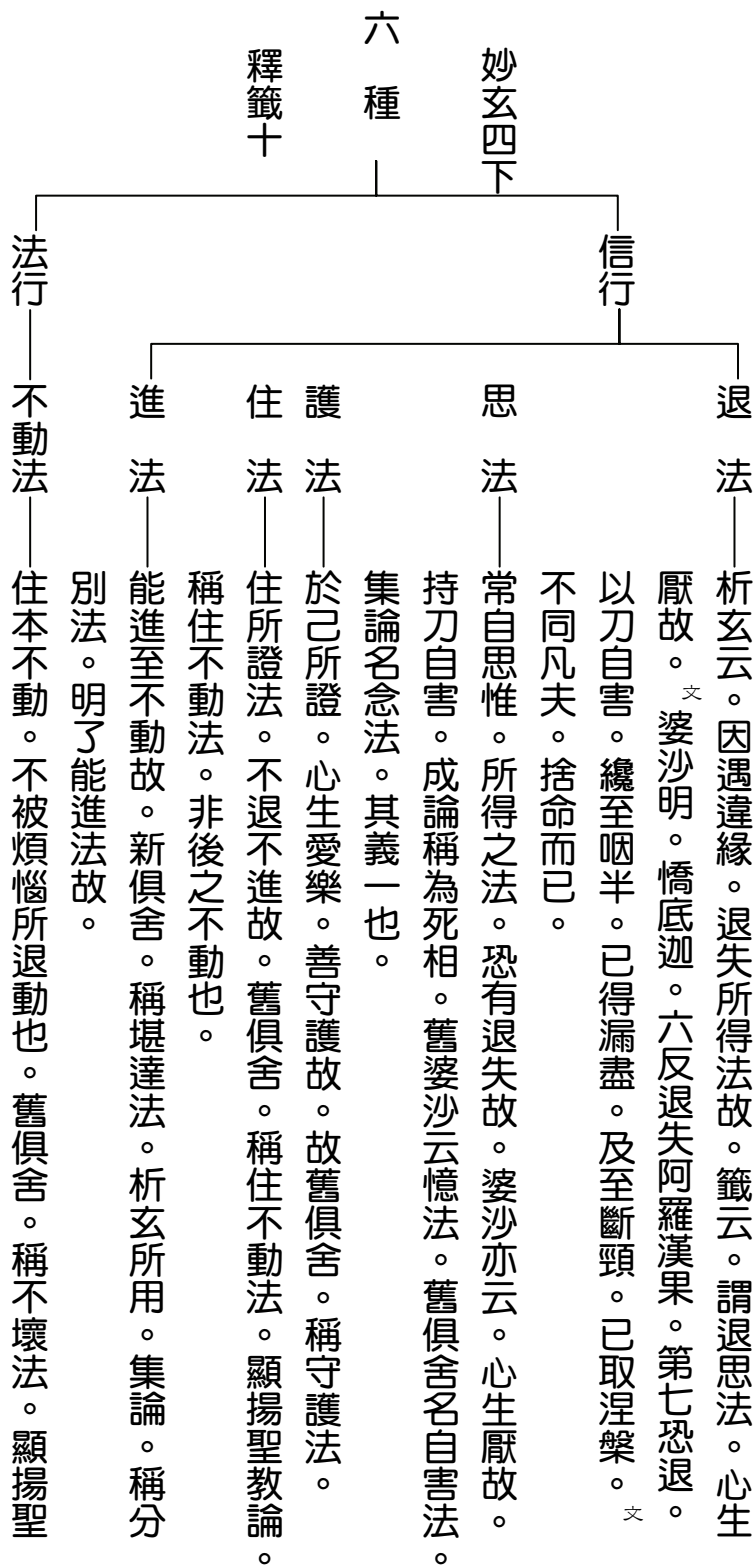 六種
妙玄四下
釋籤十
信行
退法
析玄云。因遇違緣。退失所得法故。籤云。謂退思法。心生
厭故。文 婆沙明。憍底迦。六反退失阿羅漢果。第七恐退。
以刀自害。纔至咽半。已得漏盡。及至斷頸。已取涅槃。文
不同凡夫。捨命而已。
思法
常自思惟。所得之法。恐有退失故。婆沙亦云。心生厭故。
持刀自害。成論稱為死相。舊婆沙云憶法。舊俱舍名自害法。
集論名念法。其義一也。
護法
於己所證。心生愛樂。善守護故。故舊俱舍。稱守護法。
住法
住所證法。不退不進故。舊俱舍。稱住不動法。顯揚聖教論。
稱住不動法。非後之不動也。
進法
能進至不動故。新俱舍。稱堪達法。析玄所用。集論。稱分
別法。明了能進法故。
法行
不動法
住本不動。不被煩惱所退動也。舊俱舍。稱不壞法。顯揚聖